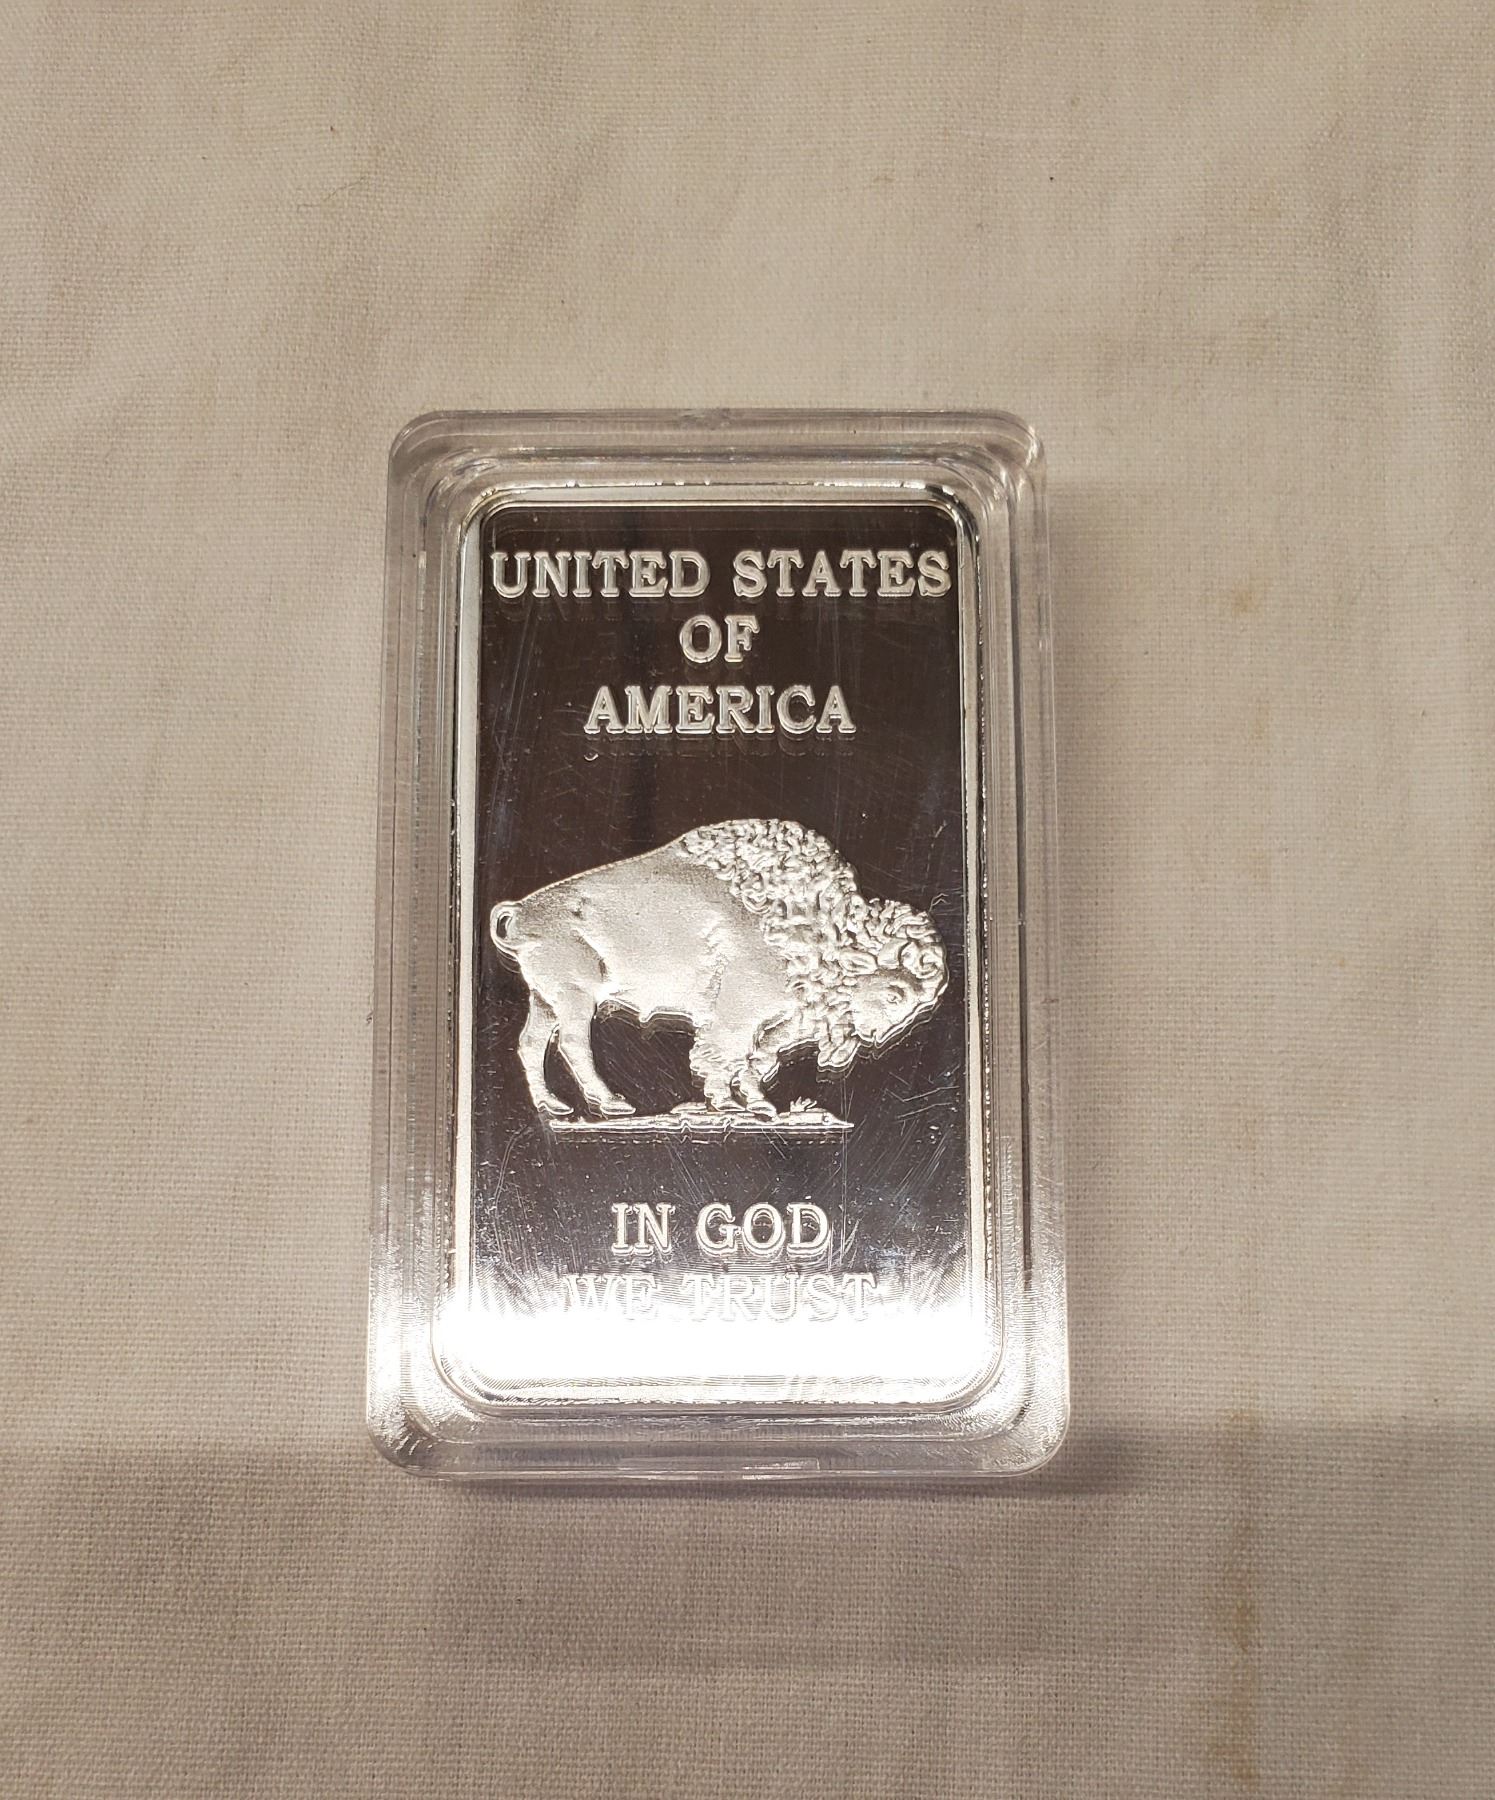 UNITED STATES
OF
AMERICA
IN GOD
WE TRUST